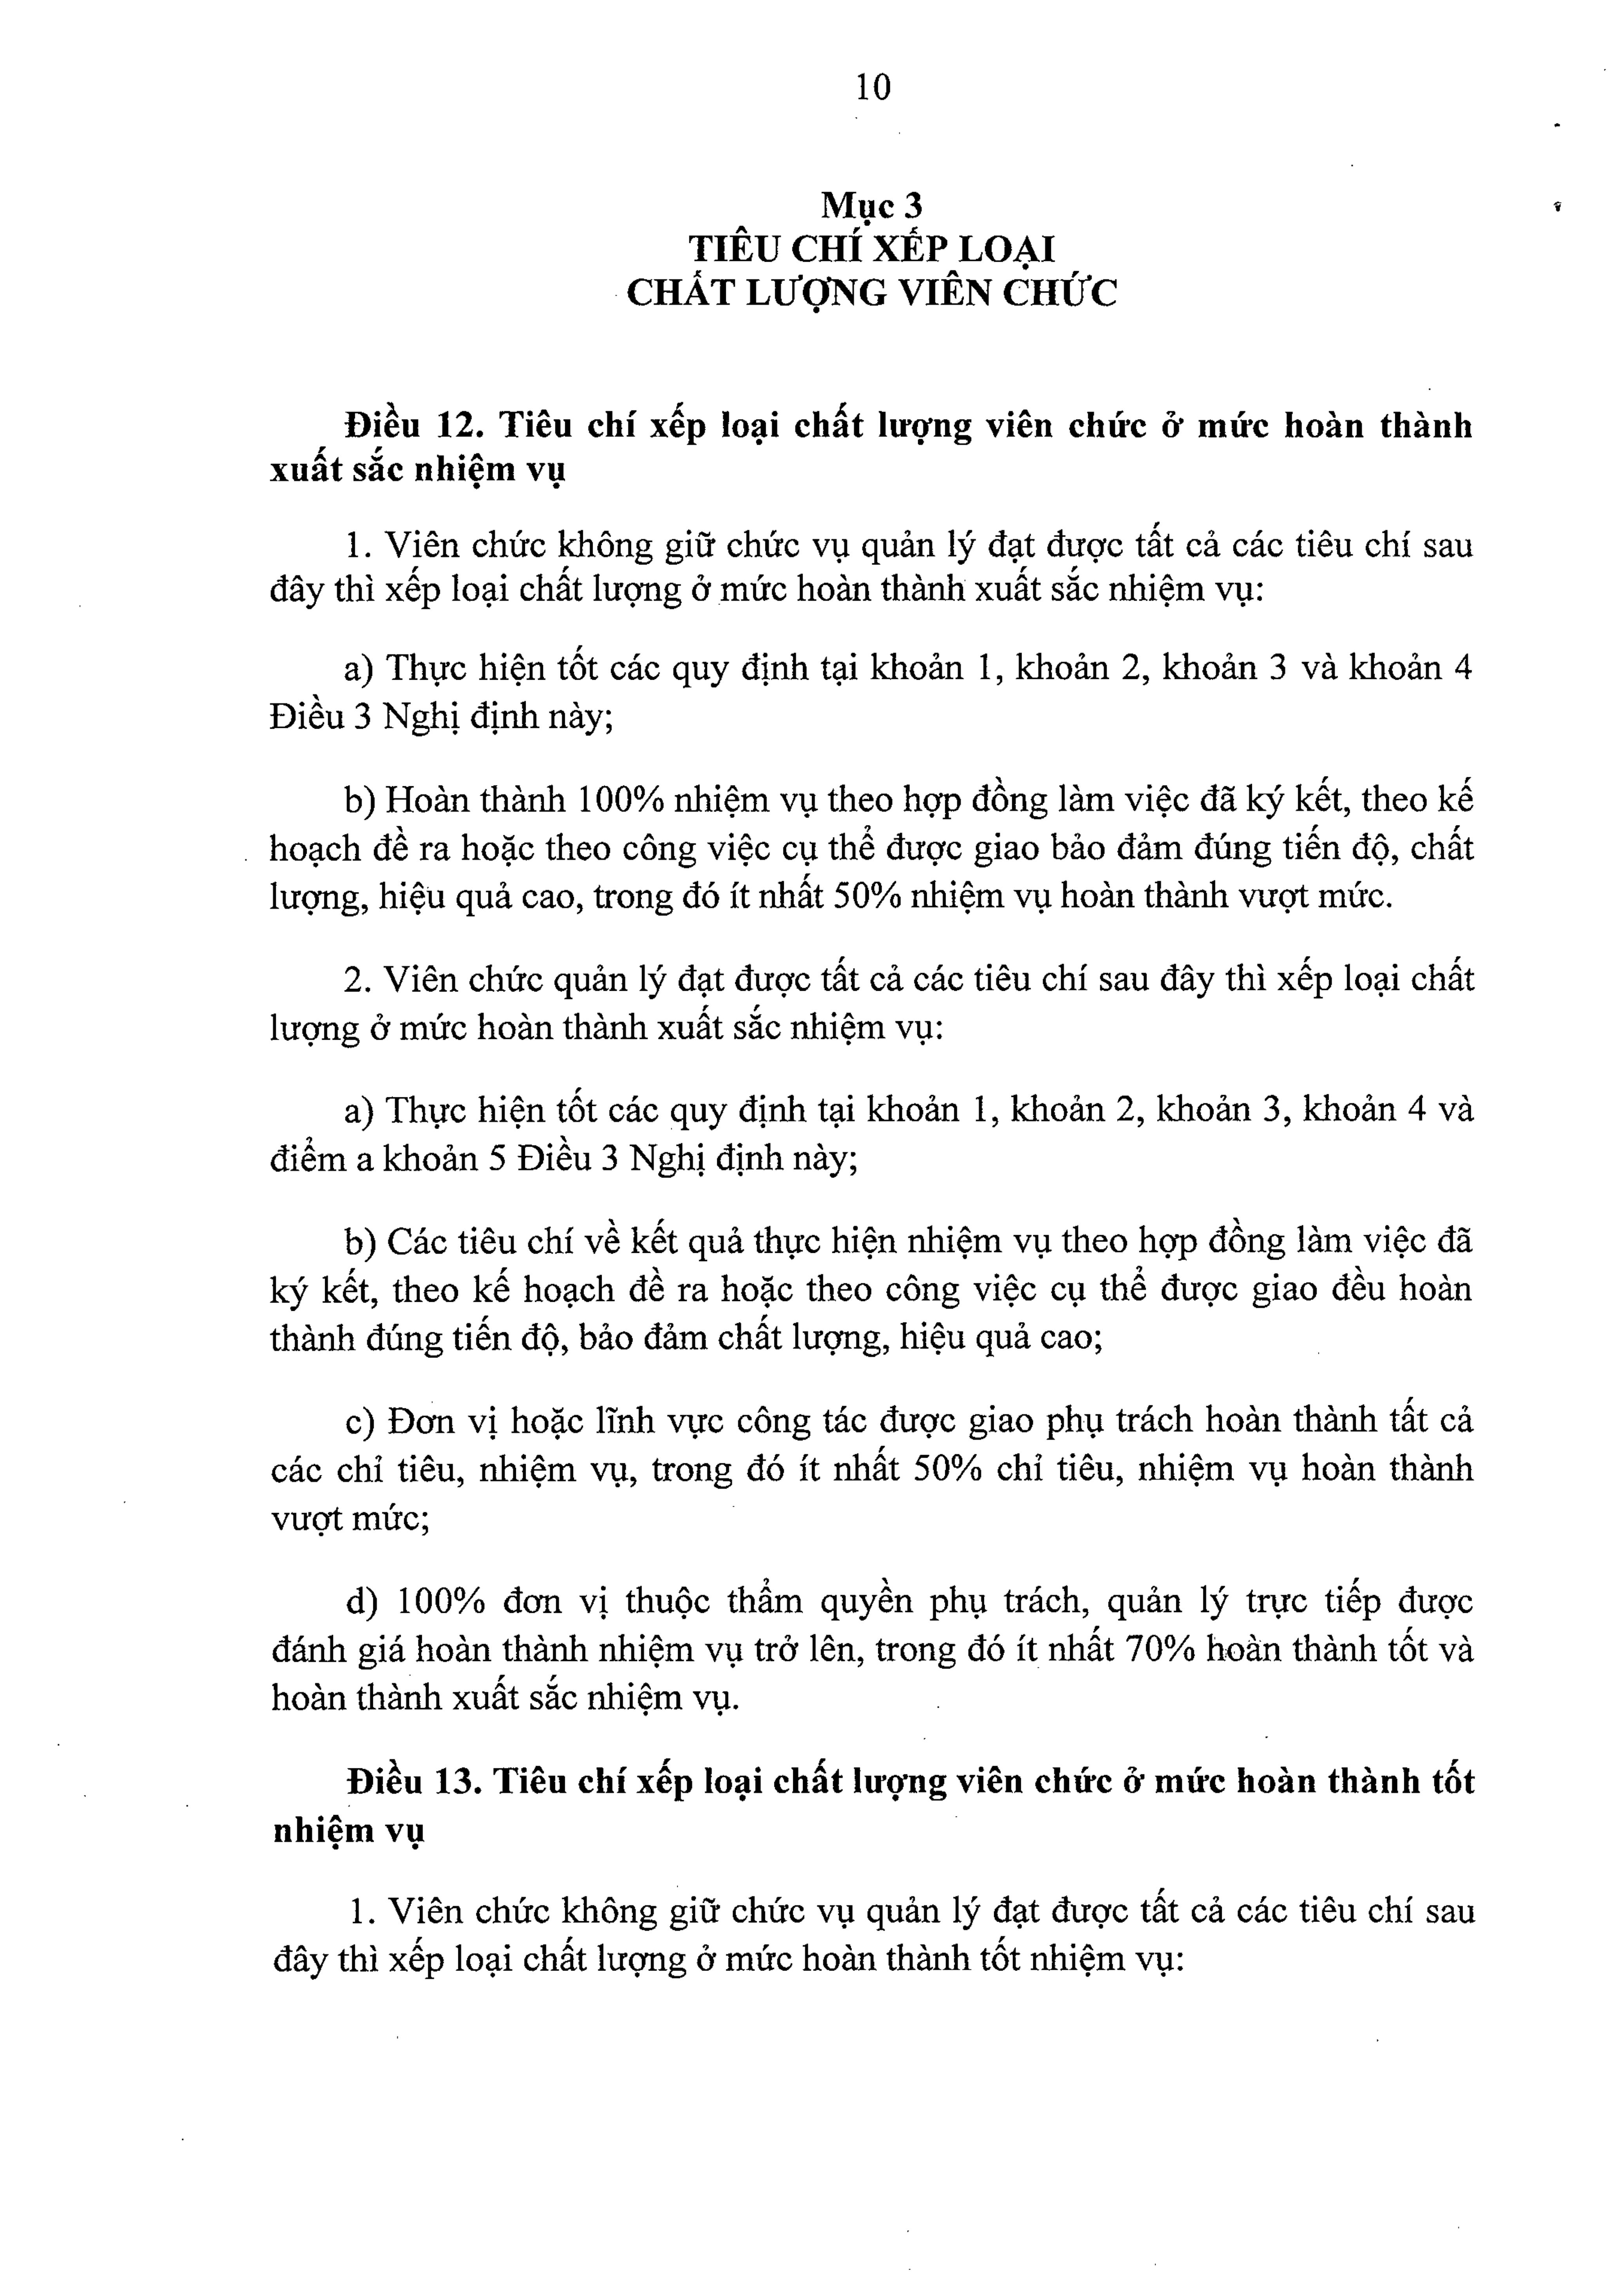 10
Mục 3
TIÊU CHÍ XẾP LOẠI
CHẤT LƯỢNG VIÊN CHỨC
Điều 12. Tiêu chí xếp loại chất lượng viên chức ở mức hoàn thành
xuất sắc nhiệm vụ
1. Viên chức không giữ chức vụ quản lý đạt được tất cả các tiêu chí sau
đây thì xếp loại chất lượng ở mức hoàn thành xuất sắc nhiệm vụ:
a) Thực hiện tốt các quy định tại khoản 1, khoản 2, khoản 3 và khoản 4
Điều 3 Nghị định này;
b) Hoàn thành 100% nhiệm vụ theo hợp đồng làm việc đã ký kết, theo kế
hoạch đề ra hoặc theo công việc cụ thể được giao bảo đảm đúng tiến độ, chất
lượng, hiệu quả cao, trong đó ít nhất 50% nhiệm vụ hoàn thành vượt mức.
2. Viên chức quản lý đạt được tất cả các tiêu chí sau đây thì xếp loại chất
lượng ở mức hoàn thành xuất sắc nhiệm vụ:
a) Thực hiện tốt các quy định tại khoản 1, khoản 2, khoản 3, khoản 4 và
điểm a khoản 5 Điều 3 Nghị định này;
b) Các tiêu chí về kết quả thực hiện nhiệm vụ theo hợp đồng làm việc đã
ký kết, theo kế hoạch đề ra hoặc theo công việc cụ thể được giao đều hoàn
thành đúng tiến độ, bảo đảm chất lượng, hiệu quả cao;
c) Đơn vị hoặc lĩnh vực công tác được giao phụ trách hoàn thành tất cả
các chỉ tiêu, nhiệm vụ, trong đó ít nhất 50% chỉ tiêu, nhiệm vụ hoàn thành
vượt mức;
d) 100% đơn vị thuộc thẩm quyền phụ trách, quản lý trực tiếp được
đánh giá hoàn thành nhiệm vụ trở lên, trong đó ít nhất 70% hoàn thành tốt và
hoàn thành xuất sắc nhiệm vụ.
Điều 13. Tiêu chí xếp loại chất lượng viên chức ở mức hoàn thành tốt
nhiệm vụ
1. Viên chức không giữ chức vụ quản lý đạt được tất cả các tiêu chí sau
đây thì xếp loại chất lượng ở mức hoàn thành tốt nhiệm vụ: